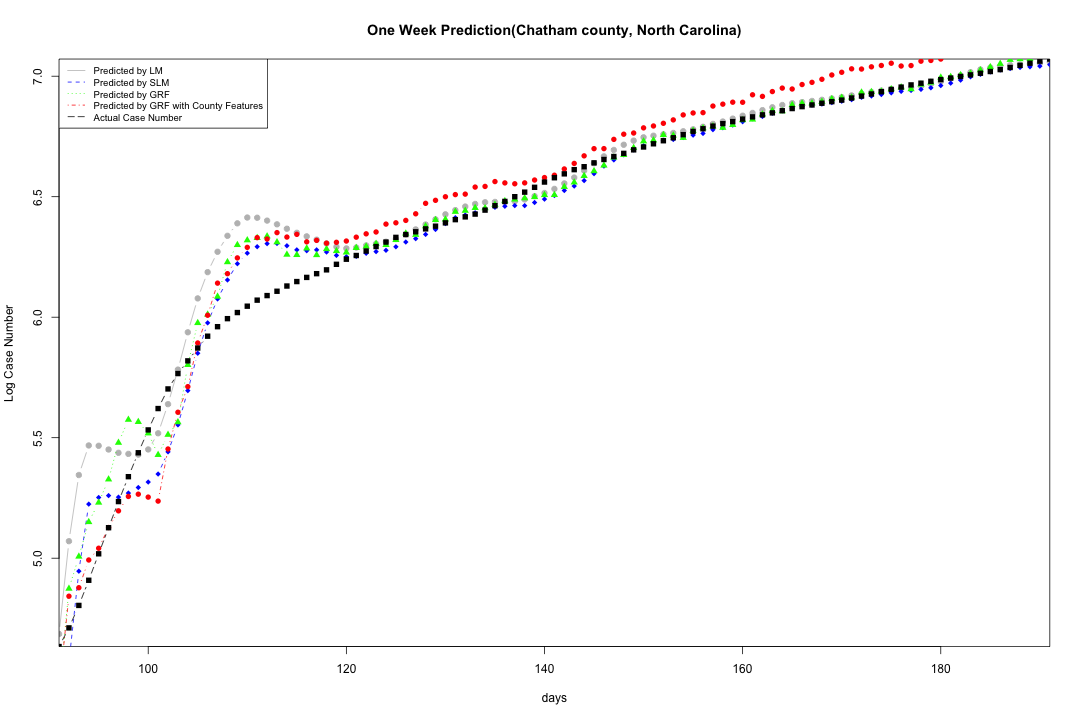 One Week Prediction(Chatham county, North Carolina)
Predicted by LM
Predicted by SLM
Predicted by GRF
Predicted by GRF with County Features
Actual Case Number
Log Case Number
7.0
6.5
6.0
5.5
5.0
100 120 140 160 180
days